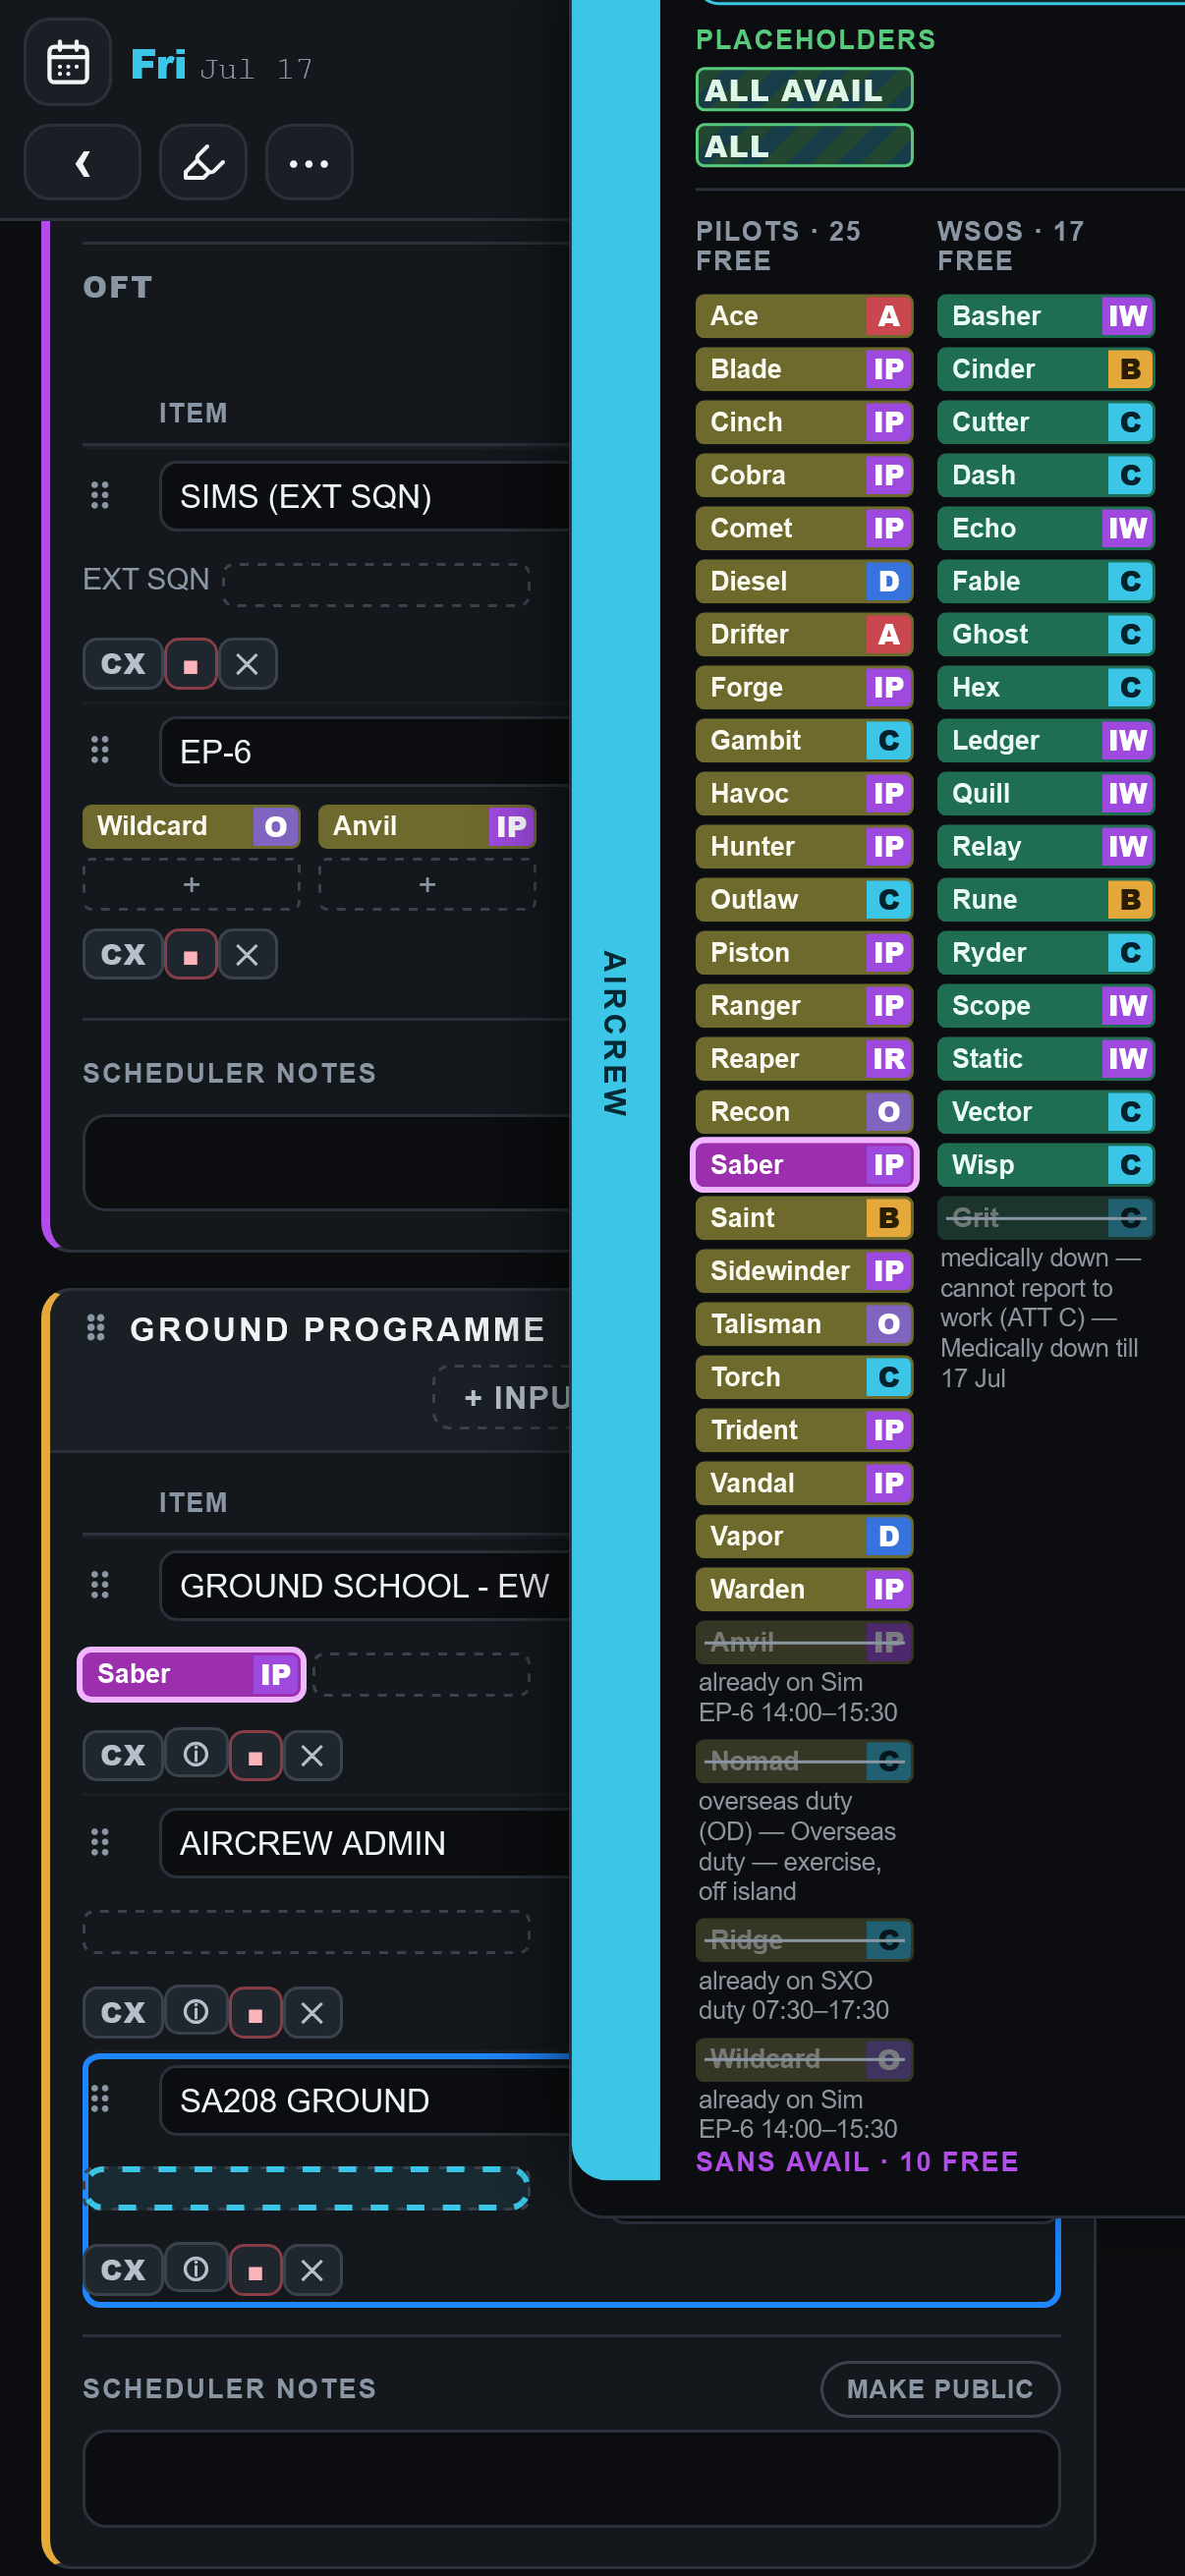 Fri Jul 17
OFT
ITEM
SIMS (EXT SQN)
EXT SQN
CX
EP-6
Wildcard O
Anvil IP
+
+
CX
SCHEDULER NOTES
GROUND PROGRAMME
+ INPU
ITEM
GROUND SCHOOL - EW
Saber IP
CX
AIRCREW ADMIN
CX
SA208 GROUND
CX
SCHEDULER NOTES
MAKE PUBLIC
AIRCREW
PLACEHOLDERS
ALL AVAIL
ALL
PILOTS · 25
FREE
Ace A
Blade IP
Cinch IP
Cobra IP
Comet IP
Diesel D
Drifter A
Forge IP
Gambit C
Havoc IP
Hunter IP
Outlaw C
Piston IP
Ranger IP
Reaper IR
Recon O
Saber IP
Saint B
Sidewinder IP
Talisman O
Torch C
Trident IP
Vandal IP
Vapor D
Warden IP
Anvil IP
already on Sim
EP-6 14:00–15:30
Nomad C
overseas duty
(OD) — Overseas
duty — exercise,
off island
Ridge C
already on SXO
duty 07:30–17:30
Wildcard O
already on Sim
EP-6 14:00–15:30
WSOS · 17
FREE
Basher IW
Cinder B
Cutter C
Dash C
Echo IW
Fable C
Ghost C
Hex C
Ledger IW
Quill IW
Relay IW
Rune B
Ryder C
Scope IW
Static IW
Vector C
Wisp C
Grit C
medically down —
cannot report to
work (ATT C) —
Medically down till
17 Jul
SANS AVAIL · 10 FREE